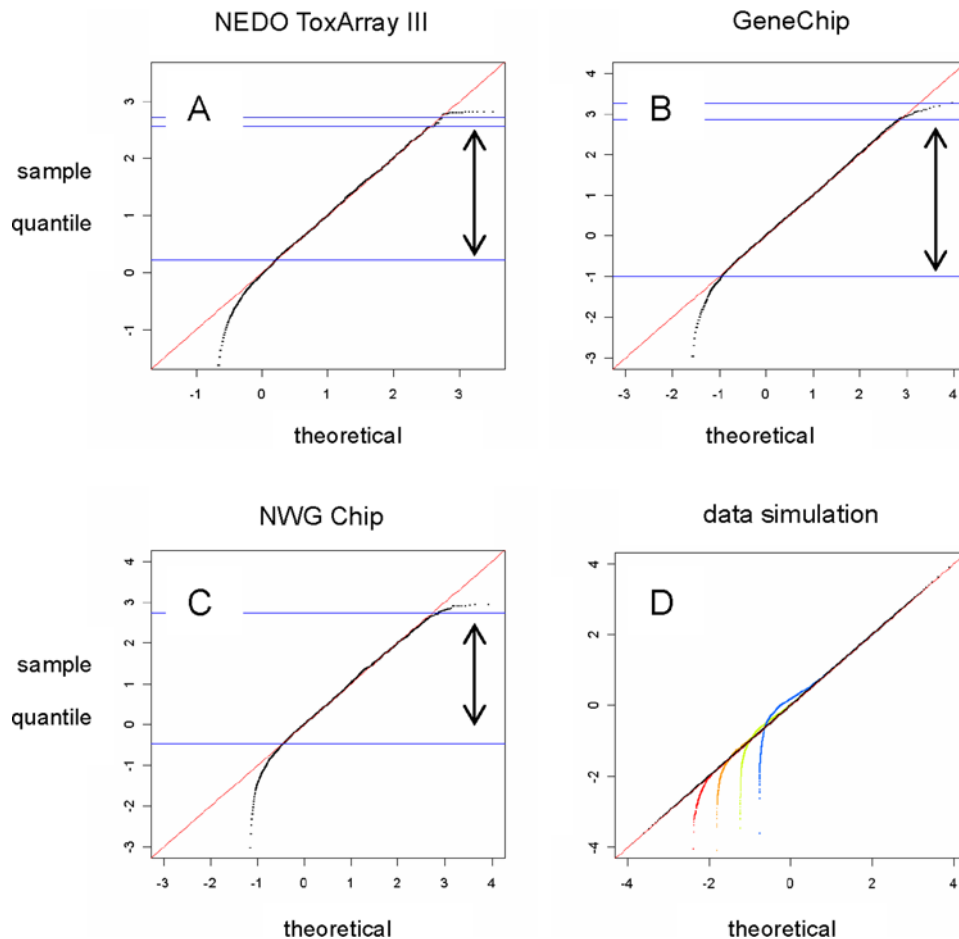 NEDO ToxArray III
GeneChip
A
B
sample
quantile
3
2
1
0
-1
4
3
2
1
0
-1
-2
-3
-1 0 1 2 3
-3 -2 -1 0 1 2 3 4
theoretical
theoretical
NWG Chip
data simulation
C
D
sample
quantile
4
3
2
1
0
-1
-2
-3
4
2
0
-2
-4
-3 -2 -1 0 1 2 3 4
-4 -2 0 2 4
theoretical
theoretical